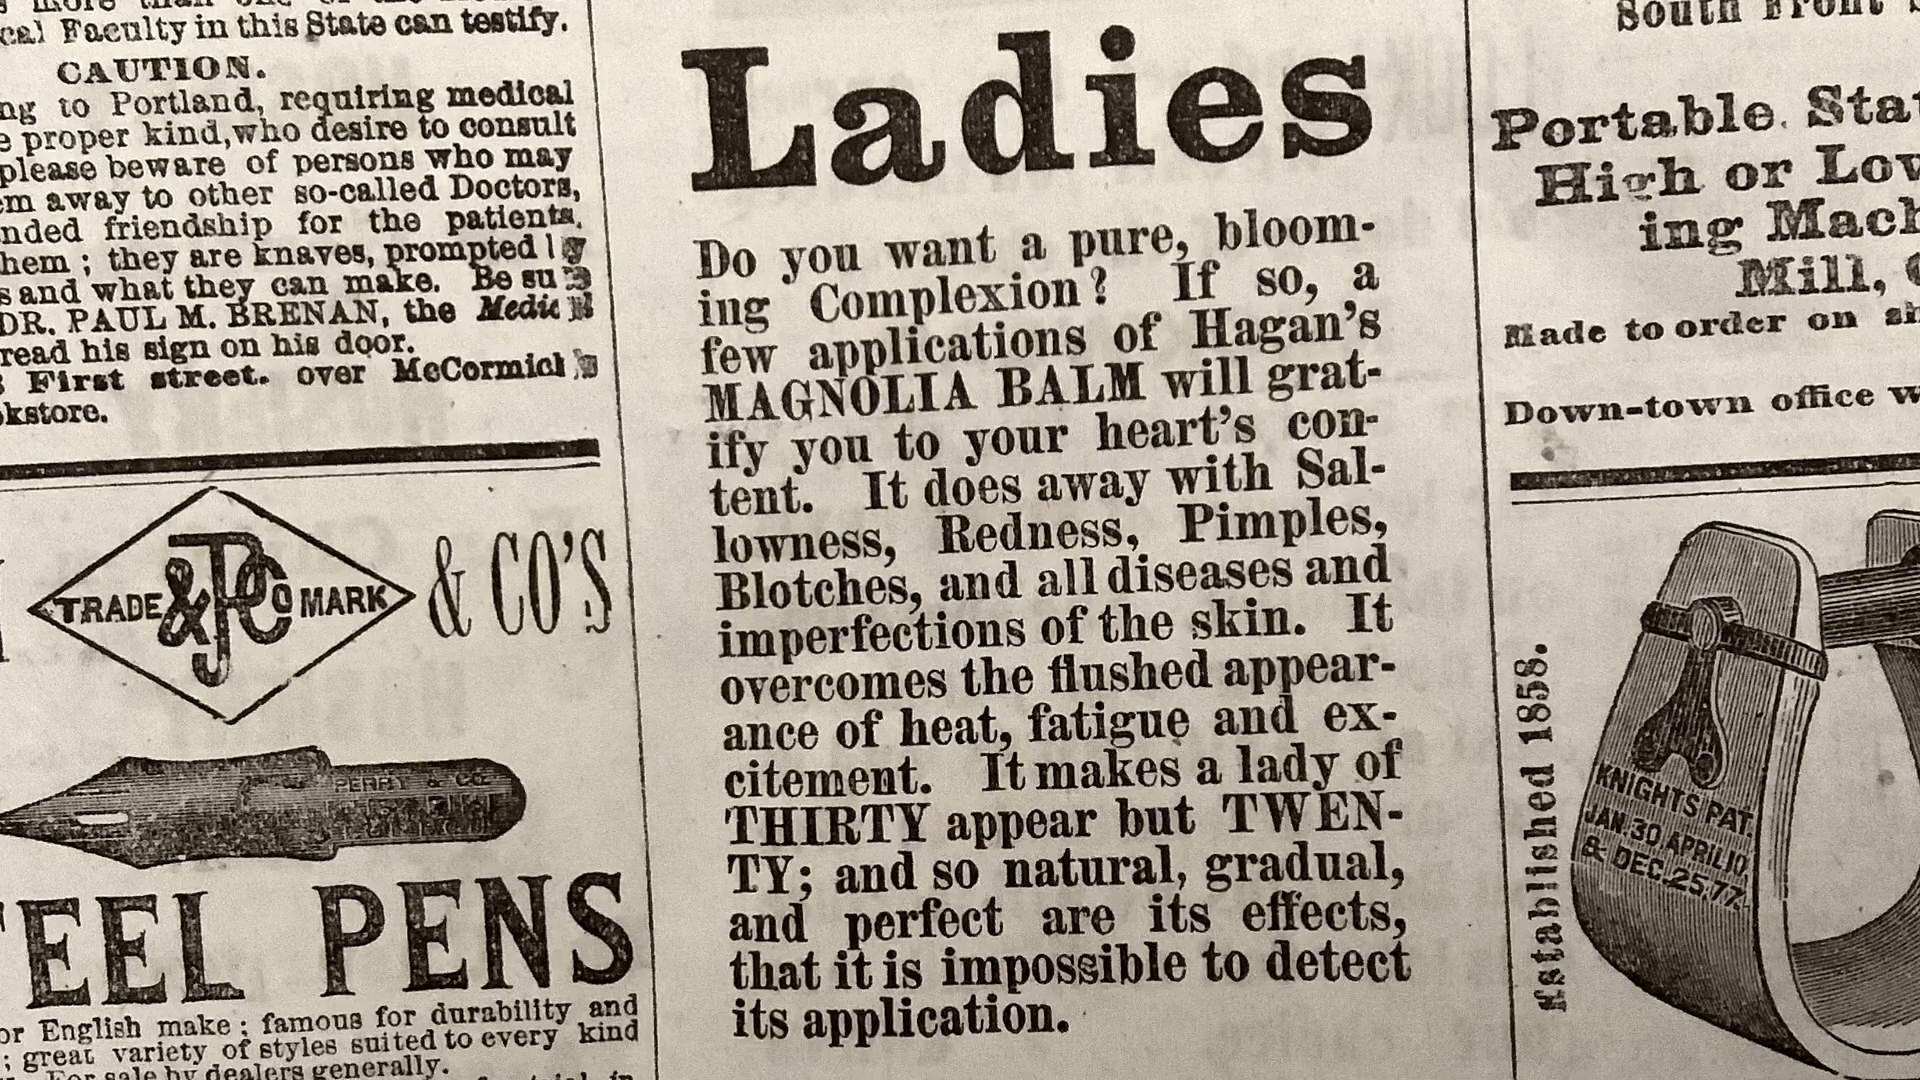 cal Faculty in this State can testify.
CAUTION.
ng to Portland, requiring medical
e proper kind, who desire to consult
please beware of persons who may
em away to other so-called Doctors,
nded friendship for the patients,
hem; they are knaves, prompted by
s and what they can make. Be sure
DR. PAUL M. BRENAN, the Medical
read his sign on his door.
First street. over McCormick's
kstore.
TRADE J P & CO MARK
& CO'S
PERRY & CO
EEL PENS
or English make; famous for durability and
; great variety of styles suited to every kind
For sale by dealers generally.
Ladies
Do you want a pure, bloom-
ing Complexion? If so, a
few applications of Hagan's
MAGNOLIA BALM will grat-
ify you to your heart's con-
tent. It does away with Sal-
lowness, Redness, Pimples,
Blotches, and all diseases and
imperfections of the skin. It
overcomes the flushed appear-
ance of heat, fatigue and ex-
citement. It makes a lady of
THIRTY appear but TWEN-
TY; and so natural, gradual,
and perfect are its effects,
that it is impossible to detect
its application.
South Front S
Portable Stat
High or Low
ing Mach
Mill,
Made to order on sh
Down-town office w
Established 1858.
KNIGHTS PAT.
JAN. 30 APRIL 10,
& DEC. 25, 77.